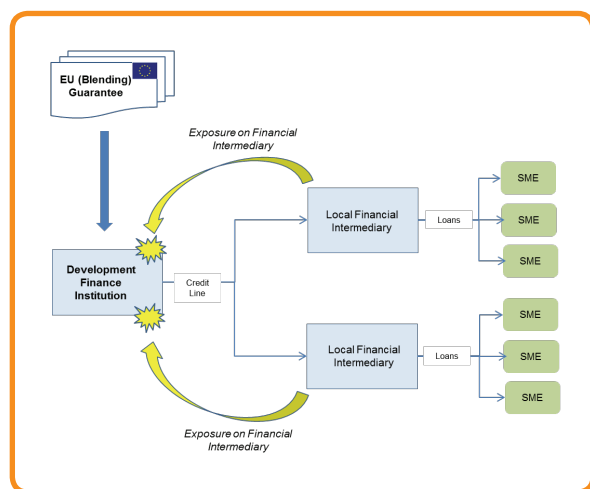 EU (Blending)
Guarantee
Exposure on Financial
Intermediary
SME
Local Financial
Intermediary
Loans
SME
SME
Development
Finance
Institution
Credit
Line
SME
Local Financial
Intermediary
Loans
SME
SME
Exposure on Financial
Intermediary